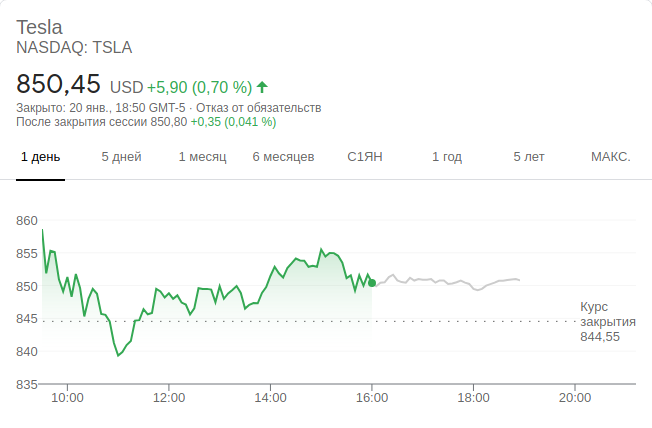 Tesla
NASDAQ: TSLA
850,45 USD +5,90 (0,70 %)
Закрыто: 20 янв., 18:50 GMT-5 · Отказ от обязательств
После закрытия сессии 850,80 +0,35 (0,041 %)
1 день 5 дней 1 месяц 6 месяцев С1ЯН 1 год 5 лет МАКС.
860
855
850
845
840
835
Курс
закрытия
844,55
10:00 12:00 14:00 16:00 18:00 20:00